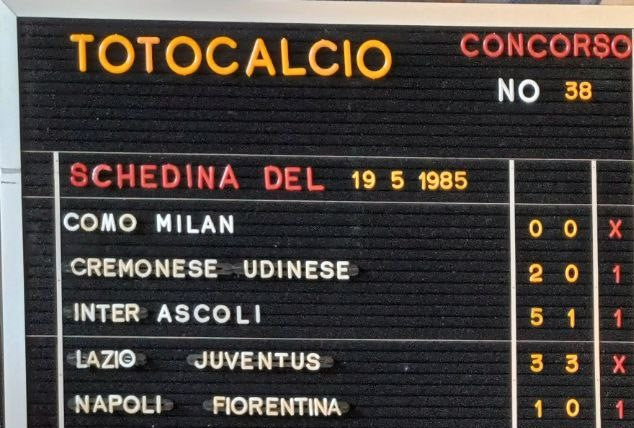 TOTOCALCIO CONCORSO
NO 38
SCHEDINA DEL 19 5 1985
COMO MILAN 0 0 X
CREMONESE UDINESE 2 0 1
INTER ASCOLI 5 1 1
LAZIO JUVENTUS 3 3 X
NAPOLI FIORENTINA 1 0 1